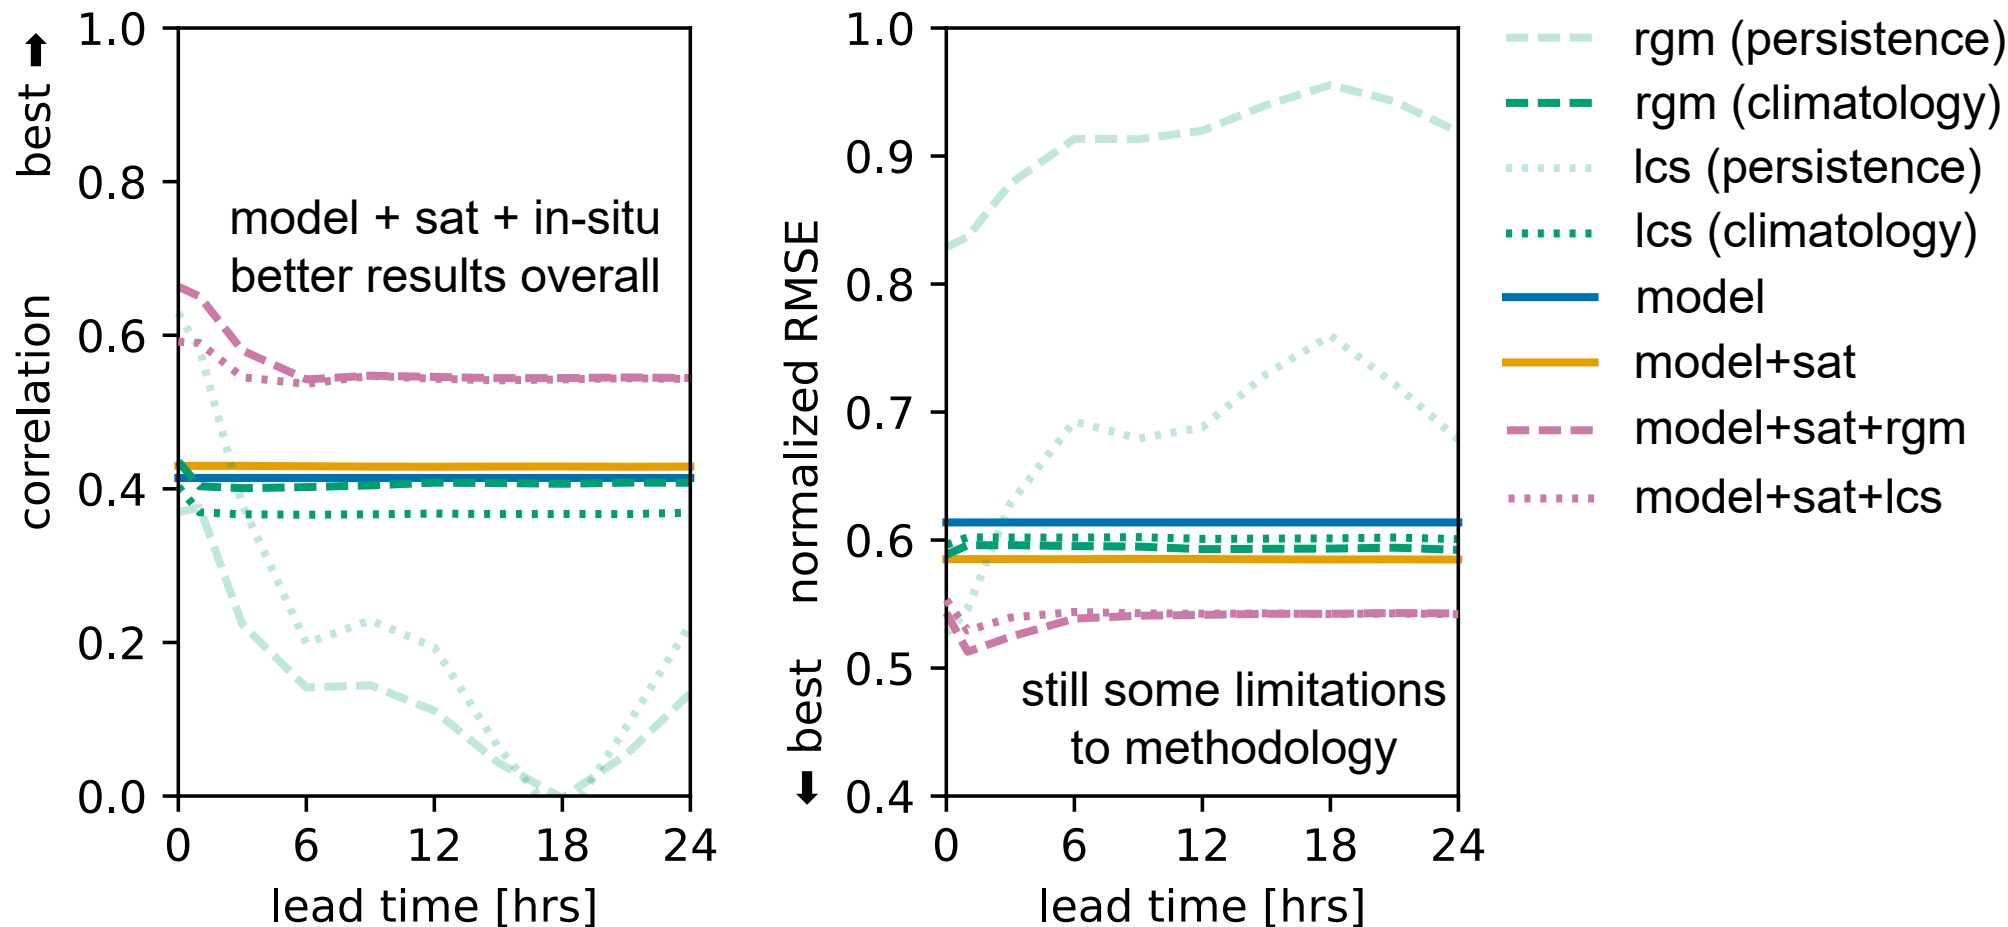 best ➡
correlation
1.0
0.8
0.6
0.4
0.2
0.0
model + sat + in-situ
better results overall
0
6
12
18
24
lead time [hrs]
⬅ best
normalized RMSE
1.0
0.9
0.8
0.7
0.6
0.5
0.4
still some limitations
to methodology
0
6
12
18
24
lead time [hrs]
rgm (persistence)
rgm (climatology)
lcs (persistence)
lcs (climatology)
model
model+sat
model+sat+rgm
model+sat+lcs